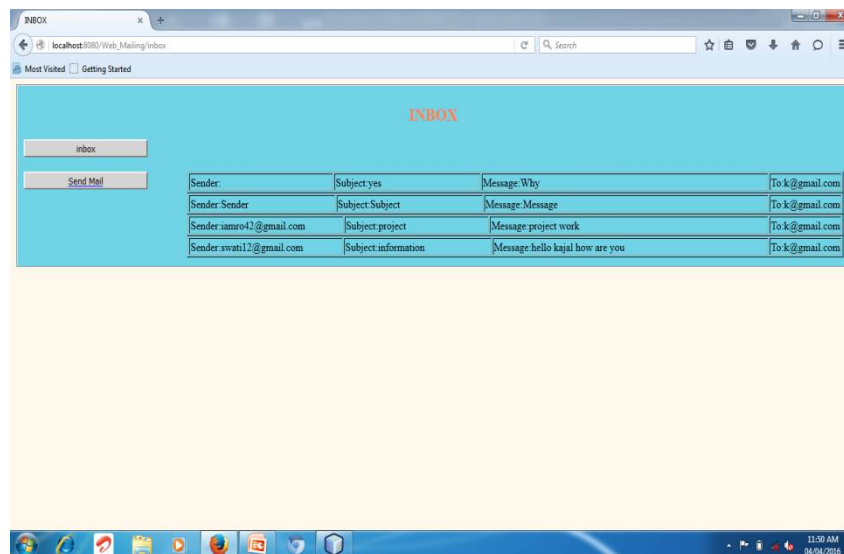 INBOX
localhost:8080/Web_Mailing/inbox
Search
Most Visited Getting Started
INBOX
inbox
Send Mail
Sender: Subject:yes Message:Why To:k@gmail.com
Sender:Sender Subject:Subject Message:Message To:k@gmail.com
Sender:iamro42@gmail.com Subject:project Message:project work To:k@gmail.com
Sender:swati12@gmail.com Subject:information Message:hello kajal how are you To:k@gmail.com
11:50 AM
04/04/2016